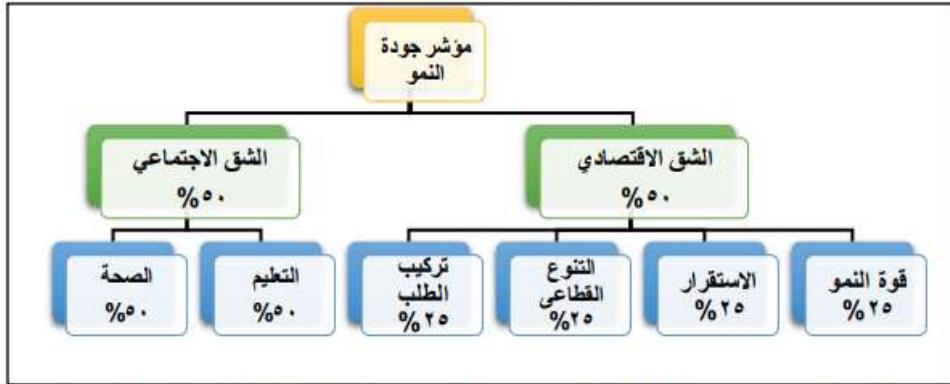 مؤشر جودة
النمو
الشق الاقتصادي
%٥٠
الشق الاجتماعي
%٥٠
قوة النمو
%٢٥
الاستقرار
%٢٥
التنوع
القطاعى
%٢٥
تركيب
الطلب
%٢٥
التعليم
%٥٠
الصحة
%٥٠